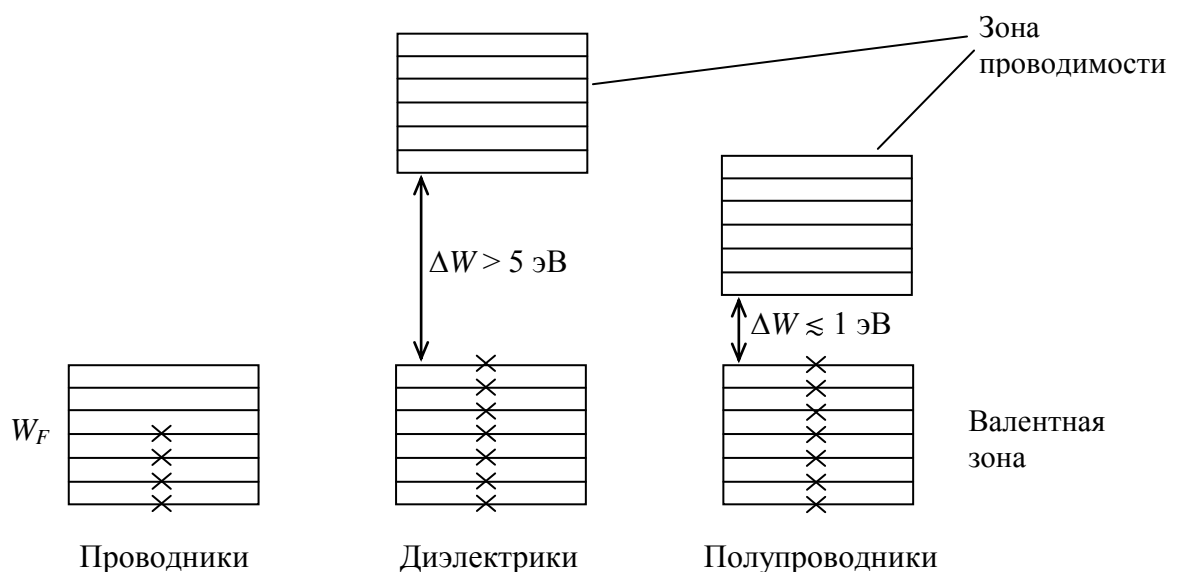 Зона
проводимости
ΔW > 5 эВ
ΔW ≲ 1 эВ
W_F
Валентная
зона
Проводники
Диэлектрики
Полупроводники